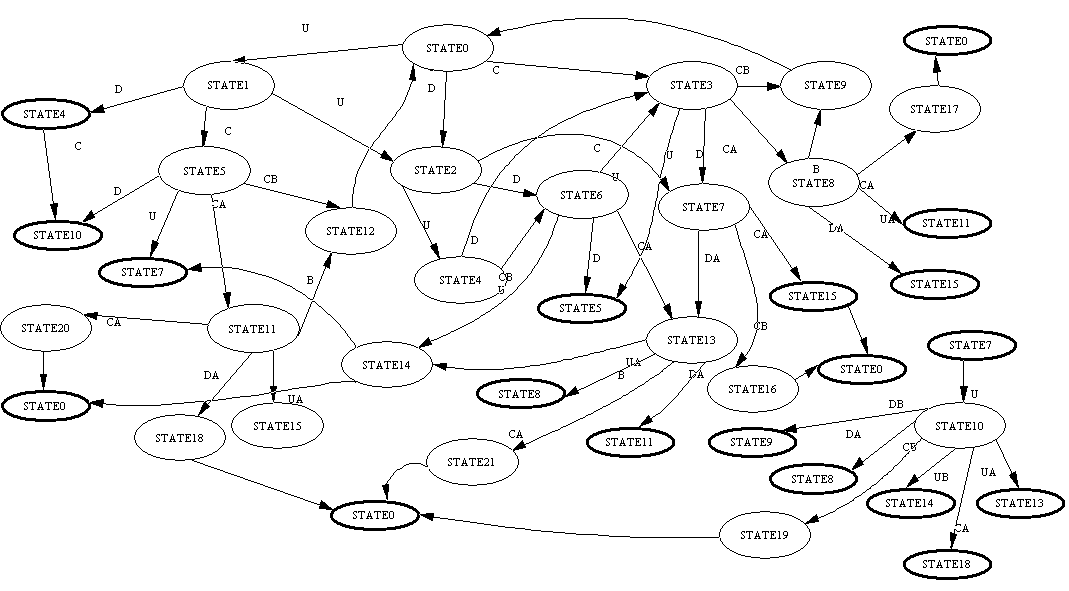 U
STATE0
STATE0
C
CB
STATE9
STATE1
D
D
STATE3
STATE17
STATE4
U
C
C
C
D
CA
U
STATE2
B
STATE5
CB
D
U
STATE8
CA
D
STATE6
CA
U
STATE7
UA
STATE11
STATE10
STATE12
U
DA
D
CA
CA
D
DA
STATE7
B
STATE4
CB
U
STATE15
STATE15
STATE5
STATE20
CA
STATE11
CB
STATE13
STATE7
STATE14
UA
B
DA
STATE0
DA
STATE16
STATE8
U
STATE0
UA
DB
STATE18
STATE15
CA
STATE11
STATE9
DA
STATE10
STATE21
STATE8
UB
UA
STATE14
STATE13
STATE0
CA
STATE19
STATE18